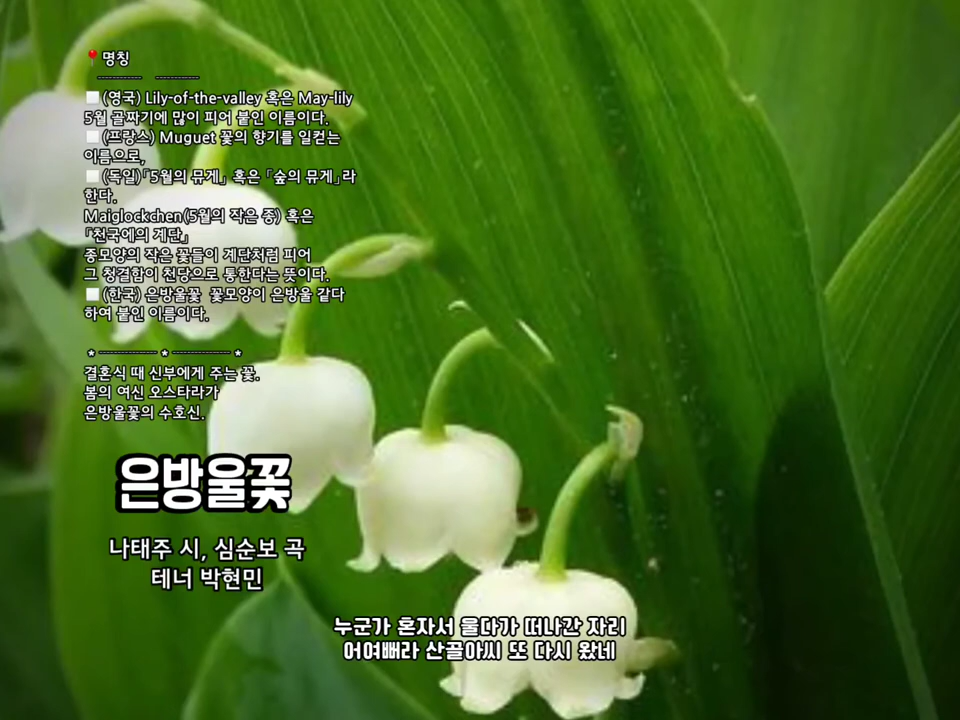 📍명칭
----------- -----------
⬜(영국) Lily-of-the-valley 혹은 May-lily
5월 골짜기에 많이 피어 붙인 이름이다.
⬜(프랑스) Muguet 꽃의 향기를 일컫는
이름으로,
⬜(독일)「5월의 뮤게」 혹은 「숲의 뮤게」라
한다.
Maiglockchen(5월의 작은 종) 혹은
「천국에의 계단」
종모양의 작은 꽃들이 계단처럼 피어
그 청결함이 천당으로 통한다는 뜻이다.
⬜(한국) 은방울꽃 꽃모양이 은방울 같다
하여 붙인 이름이다.
* -------------- * -------------- *
결혼식 때 신부에게 주는 꽃.
봄의 여신 오스타라가
은방울꽃의 수호신.
은방울꽃
나태주 시, 심순보 곡
테너 박현민
누군가 혼자서 울다가 떠나간 자리
어여뻐라 산골아씨 또 다시 왔네